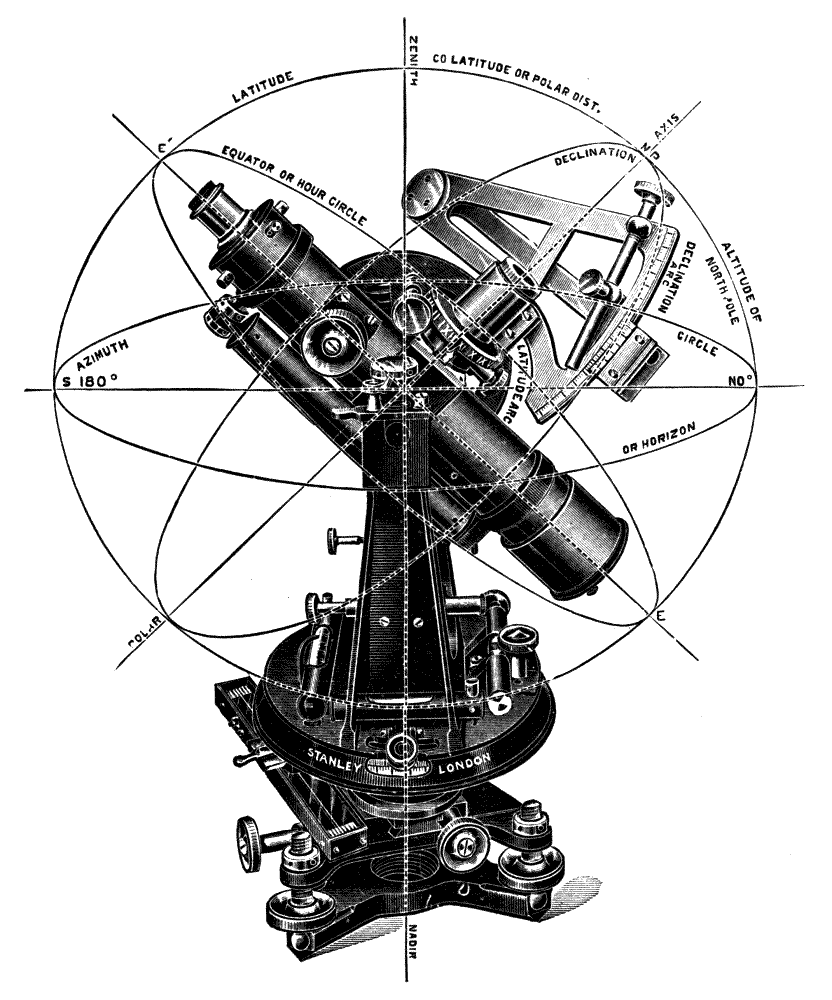 ZENITH
CO LATITUDE OR POLAR DIST.
LATITUDE
AXIS
E'
N.P.
DECLINATION
EQUATOR OR HOUR CIRCLE
ALTITUDE OF
NORTH POLE
DECLINATION
ARC
AZIMUTH
CIRCLE
LATITUDE ARC
S 180°
N0°
OR HORIZON
POLAR
E
STANLEY LONDON
NADIR